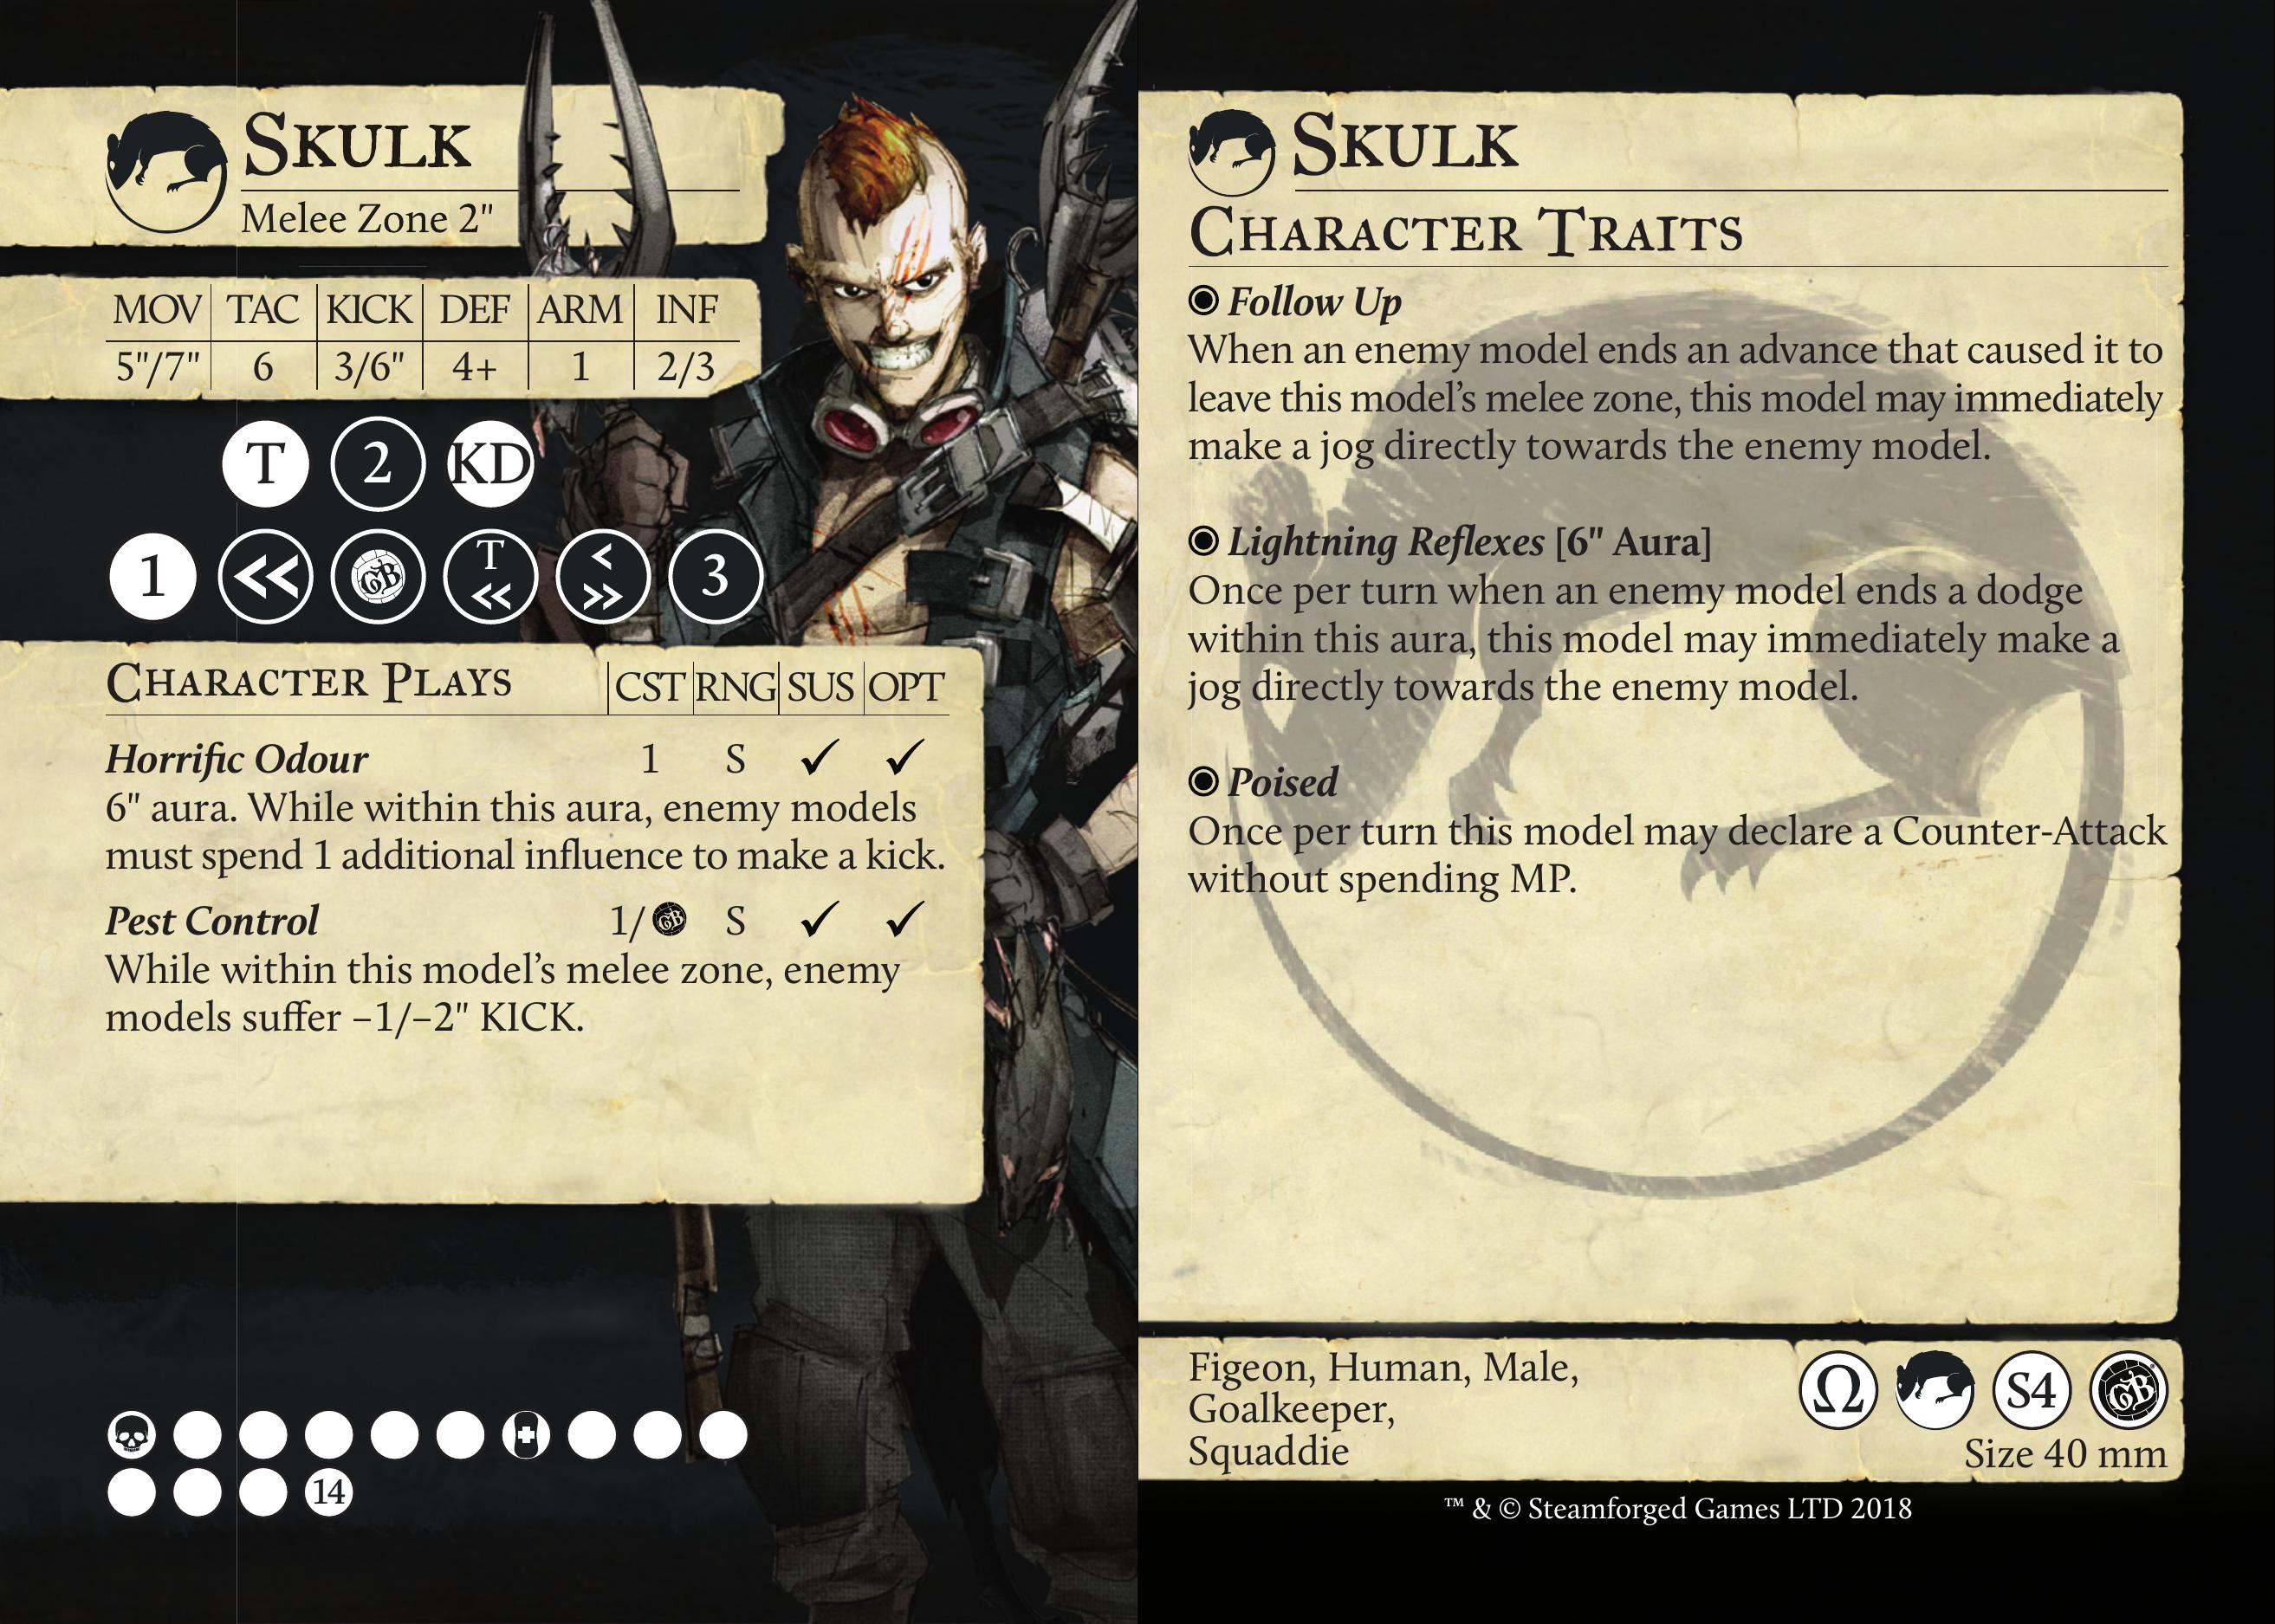 Skulk
Melee Zone 2"
MOV TAC KICK DEF ARM INF
5"/7" 6 3/6" 4+ 1 2/3
T 2 KD
1 << GB T << < >> 3
Character Plays CST RNG SUS OPT
Horrific Odour 1 S ✓ ✓
6" aura. While within this aura, enemy models
must spend 1 additional influence to make a kick.
Pest Control 1/GB S ✓ ✓
While within this model’s melee zone, enemy
models suffer –1/–2" KICK.
14
Skulk
Character Traits
Follow Up
When an enemy model ends an advance that caused it to
leave this model’s melee zone, this model may immediately
make a jog directly towards the enemy model.
Lightning Reflexes [6" Aura]
Once per turn when an enemy model ends a dodge
within this aura, this model may immediately make a
jog directly towards the enemy model.
Poised
Once per turn this model may declare a Counter-Attack
without spending MP.
Figeon, Human, Male,
Goalkeeper,
Squaddie
Ω S4 GB
Size 40 mm
™ & © Steamforged Games LTD 2018